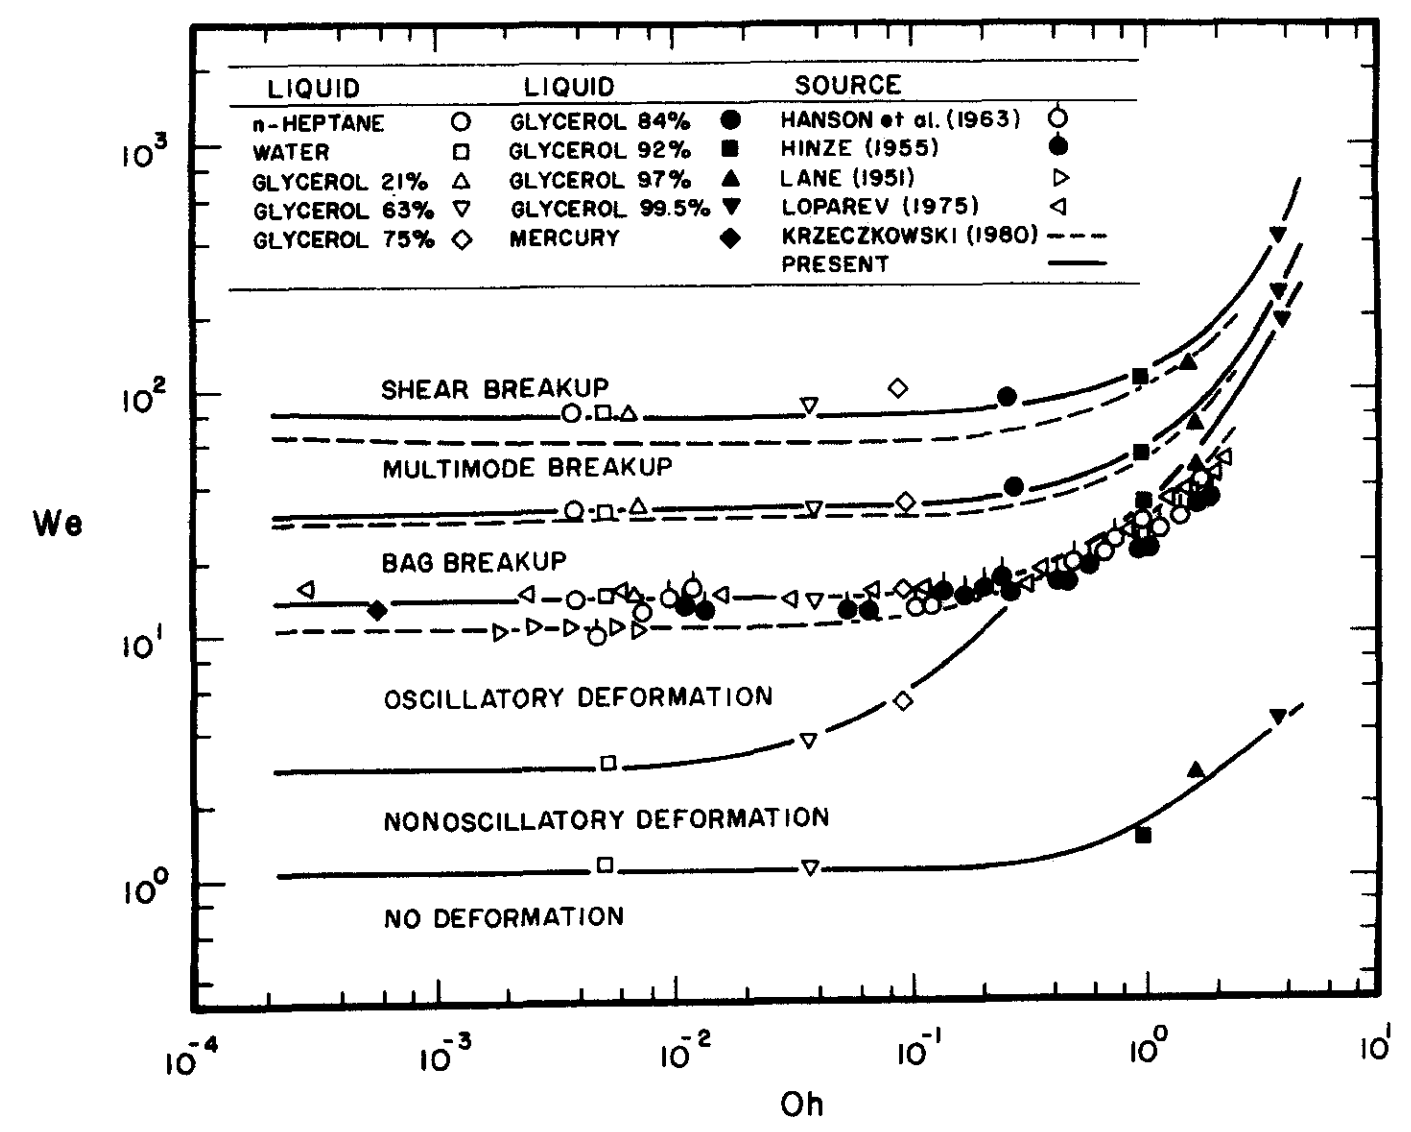 LIQUID LIQUID SOURCE
n-HEPTANE GLYCEROL 84% HANSON et al. (1963)
WATER GLYCEROL 92% HINZE (1955)
GLYCEROL 21% GLYCEROL 97% LANE (1951)
GLYCEROL 63% GLYCEROL 99.5% LOPAREV (1975)
GLYCEROL 75% MERCURY KRZECZKOWSKI (1980)
PRESENT
10³
SHEAR BREAKUP
10²
MULTIMODE BREAKUP
We
BAG BREAKUP
10¹
OSCILLATORY DEFORMATION
NONOSCILLATORY DEFORMATION
10⁰
NO DEFORMATION
10⁻⁴ 10⁻³ 10⁻² 10⁻¹ 10⁰ 10¹
Oh